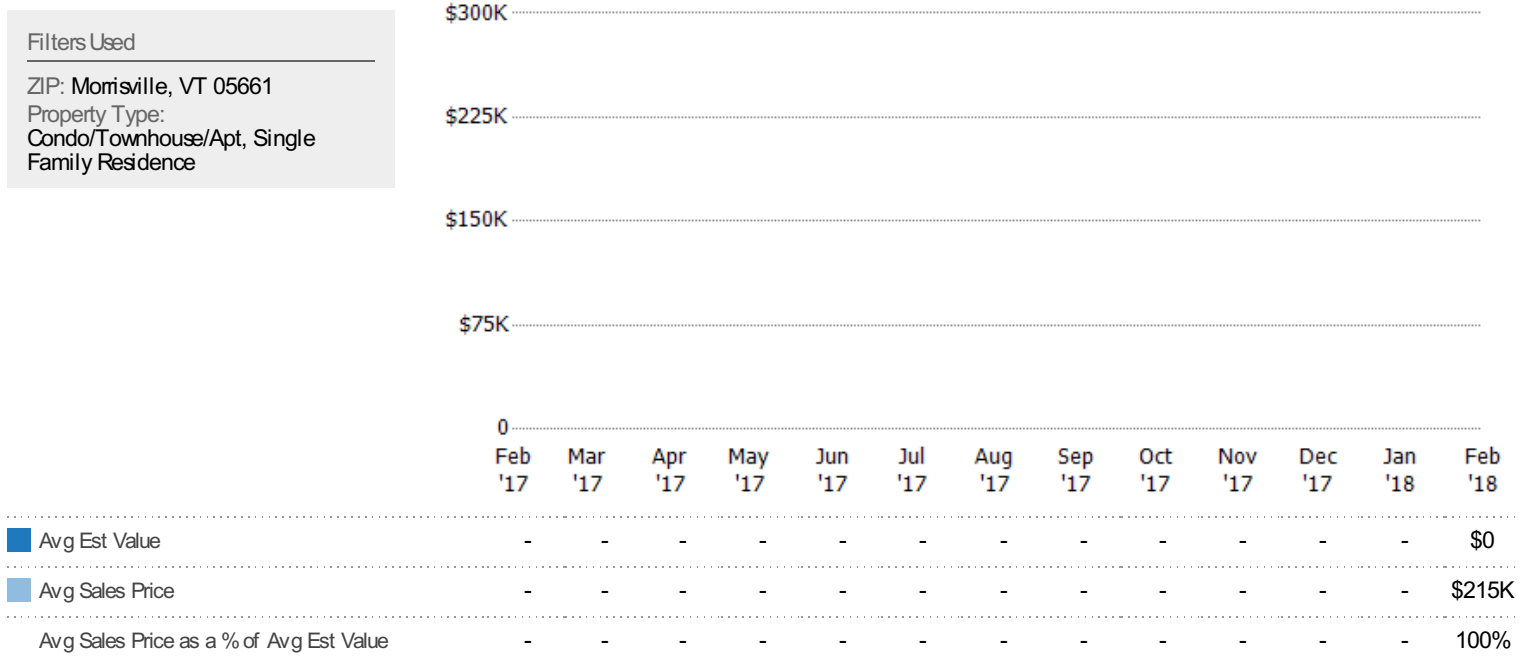 Filters Used
ZIP: Morrisville, VT 05661
Property Type:
Condo/Townhouse/Apt, Single
Family Residence
$300K
$225K
$150K
$75K
0
Feb Mar Apr May Jun Jul Aug Sep Oct Nov Dec Jan Feb
'17 '17 '17 '17 '17 '17 '17 '17 '17 '17 '17 '18 '18
Avg Est Value - - - - - - - - - - - - $0
Avg Sales Price - - - - - - - - - - - - $215K
Avg Sales Price as a % of Avg Est Value - - - - - - - - - - - - 100%